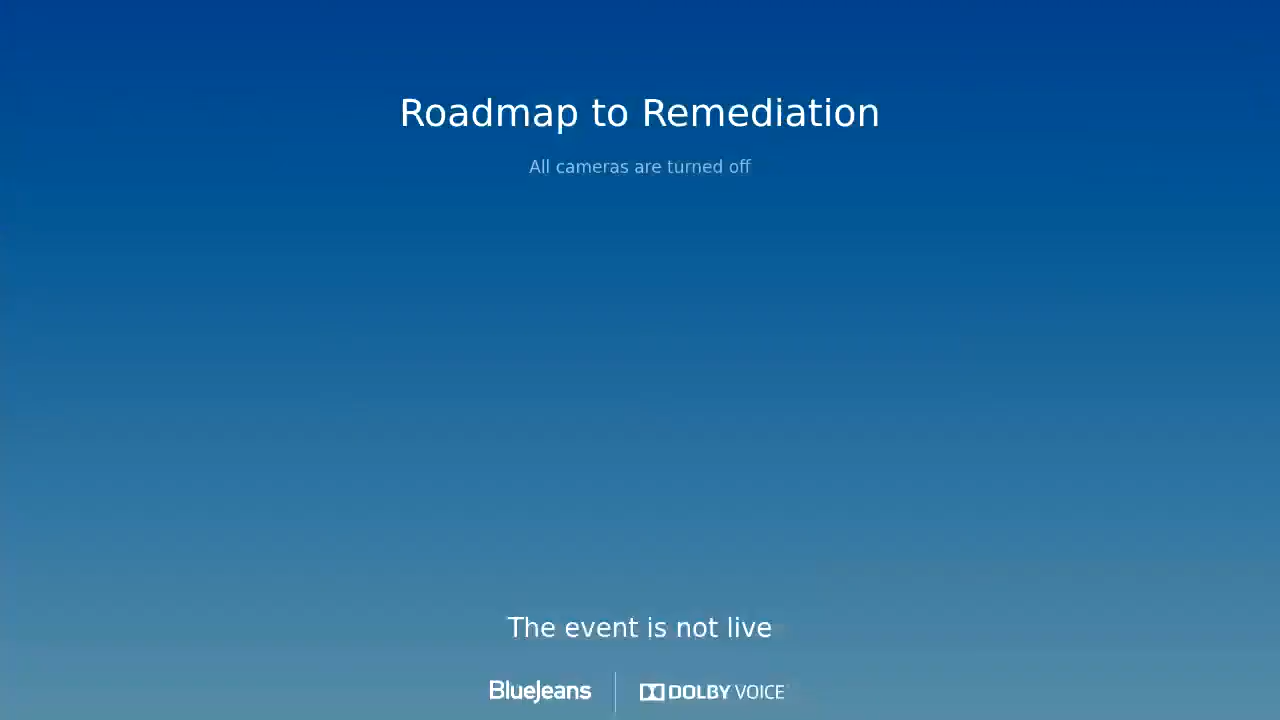 Roadmap to Remediation
All cameras are turned off
The event is not live
BlueJeans DOLBY VOICE